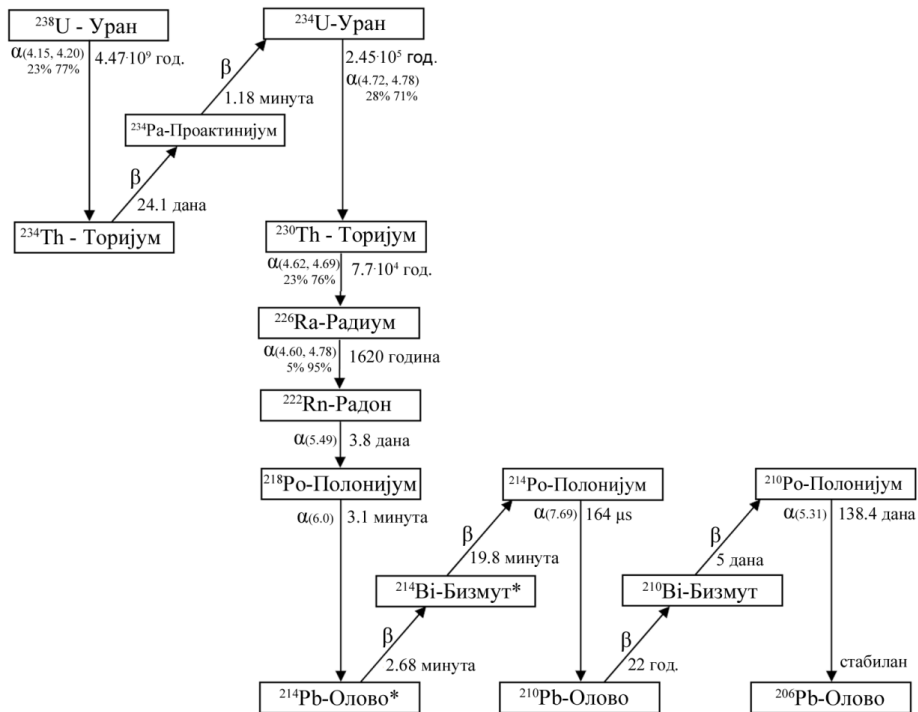 ²³⁸U - Уран
²³⁴U-Уран
α(4.15, 4.20)
23% 77%
4.47·10⁹ год.
β
2.45·10⁵ год.
α(4.72, 4.78)
28% 71%
1.18 минута
²³⁴Pa-Проактинијум
β
24.1 дана
²³⁴Th - Торијум
²³⁰Th - Торијум
α(4.62, 4.69)
23% 76%
7.7·10⁴ год.
²²⁶Ra-Радиум
α(4.60, 4.78)
5% 95%
1620 година
²²²Rn-Радон
α(5.49)
3.8 дана
²¹⁸Po-Полонијум
²¹⁴Po-Полонијум
²¹⁰Po-Полонијум
α(6.0)
3.1 минута
α(7.69)
164 μs
α(5.31)
138.4 дана
β
19.8 минута
β
5 дана
²¹⁴Bi-Бизмут*
²¹⁰Bi-Бизмут
β
2.68 минута
β
22 год.
стабилан
²¹⁴Pb-Олово*
²¹⁰Pb-Олово
²⁰⁶Pb-Олово